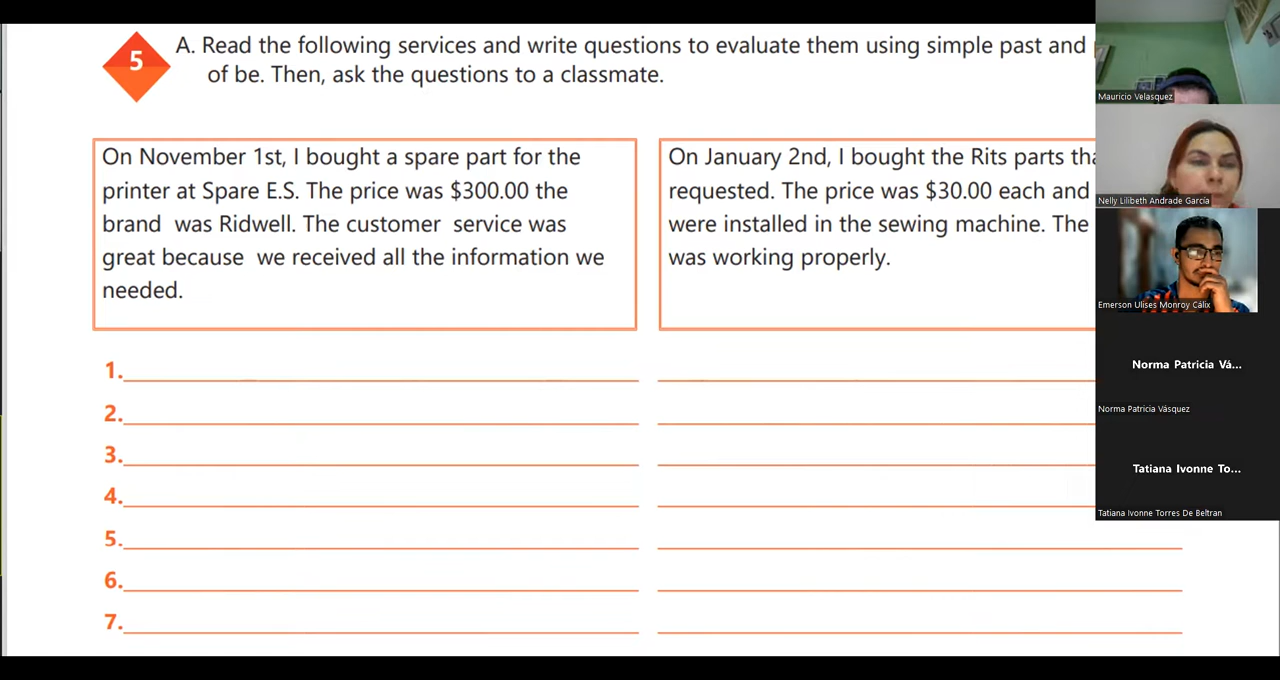 5
A. Read the following services and write questions to evaluate them using simple past and
of be. Then, ask the questions to a classmate.
On November 1st, I bought a spare part for the
printer at Spare E.S. The price was $300.00 the
brand was Ridwell. The customer service was
great because we received all the information we
needed.
On January 2nd, I bought the Rits parts
requested. The price was $30.00 each and
were installed in the sewing machine. The
was working properly.
1.
2.
3.
4.
5.
6.
7.
Mauricio Velasquez
Nelly Lilibeth Andrade García
Emerson Ulises Monroy Cálix
Norma Patricia Vá...
Norma Patricia Vásquez
Tatiana Ivonne To...
Tatiana Ivonne Torres De Beltran